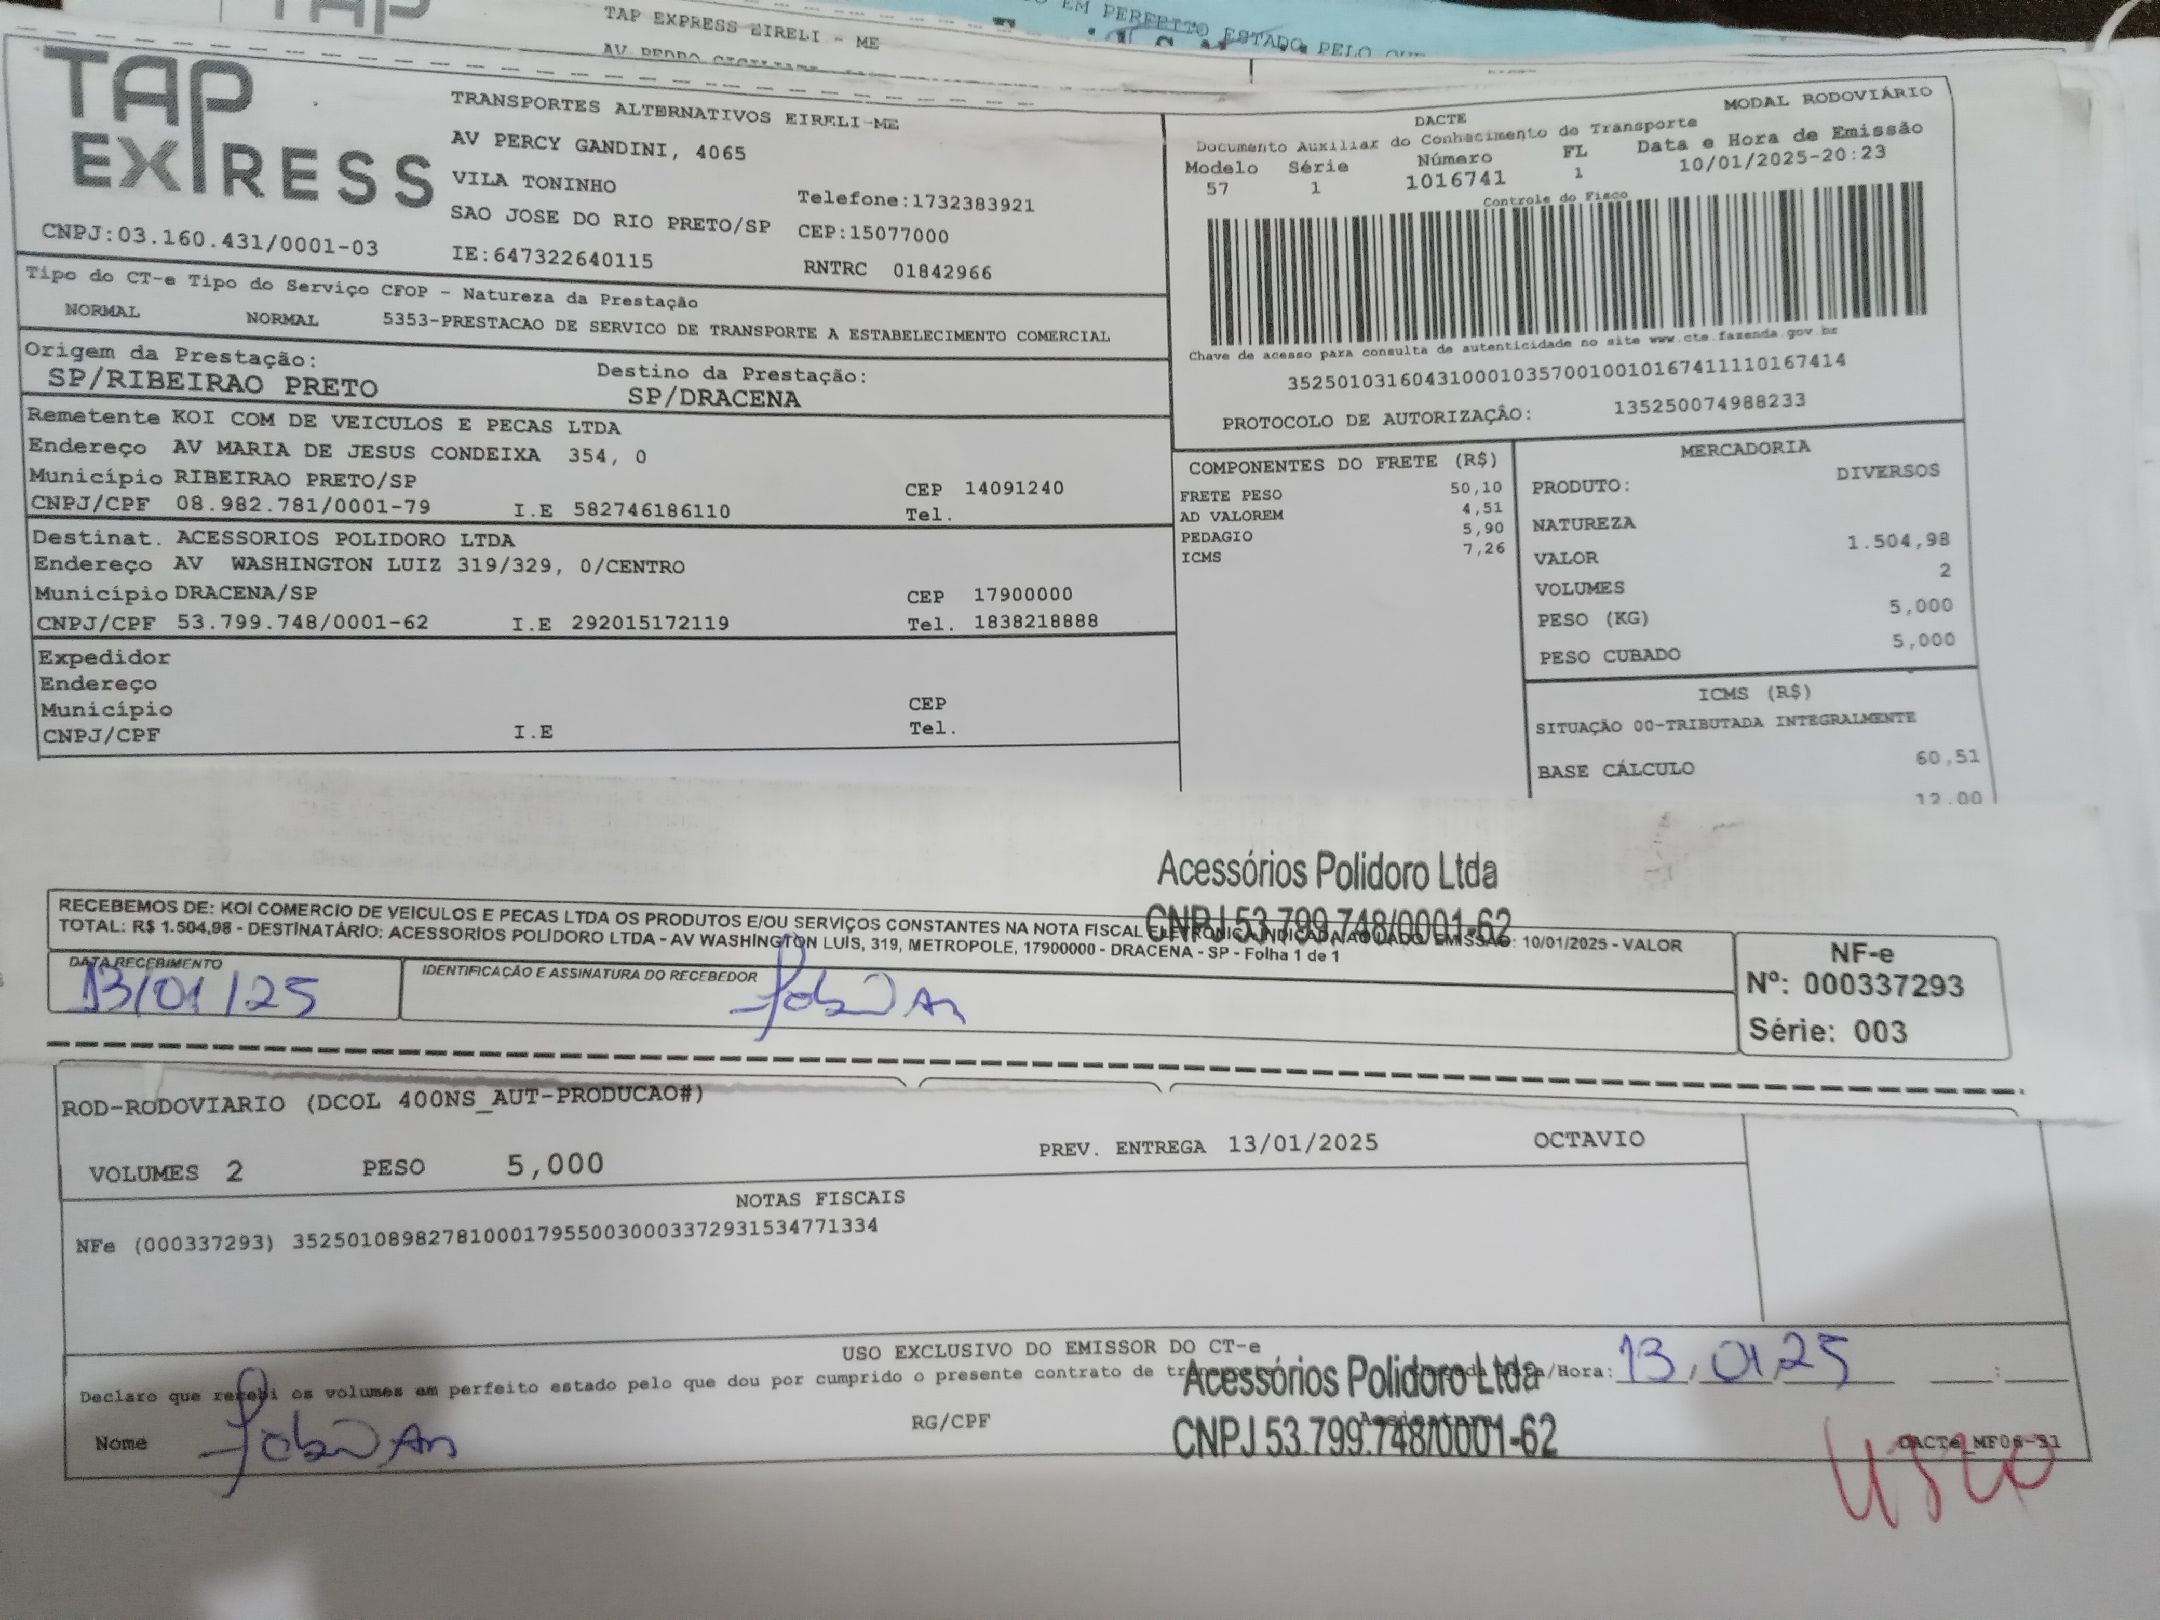 TAP EXPRESS EIRELI - ME
EM PERFEITO ESTADO PELO QUE
TAP
EXPRESS
CNPJ:03.160.431/0001-03
TRANSPORTES ALTERNATIVOS EIRELI-ME
AV PERCY GANDINI, 4065
VILA TONINHO
Telefone:1732383921
SAO JOSE DO RIO PRETO/SP CEP:15077000
IE:647322640115 RNTRC 01842966
DACTE MODAL RODOVIÁRIO
Documento Auxiliar do Conhecimento de Transporte
Modelo Série Número FL Data e Hora de Emissão
57 1 1016741 1 10/01/2025-20:23
Controle do Fisco
Chave de acesso para consulta de autenticidade no site www.cte.fazenda.gov.br
35250103160431000103570010010167411110167414
PROTOCOLO DE AUTORIZAÇÃO: 135250074988233
Tipo do CT-e Tipo do Serviço CFOP - Natureza da Prestação
NORMAL NORMAL 5353-PRESTACAO DE SERVICO DE TRANSPORTE A ESTABELECIMENTO COMERCIAL
Origem da Prestação: Destino da Prestação:
SP/RIBEIRAO PRETO SP/DRACENA
Remetente KOI COM DE VEICULOS E PECAS LTDA
Endereço AV MARIA DE JESUS CONDEIXA 354, 0
Município RIBEIRAO PRETO/SP CEP 14091240
CNPJ/CPF 08.982.781/0001-79 I.E 582746186110 Tel.
Destinat. ACESSORIOS POLIDORO LTDA
Endereço AV WASHINGTON LUIZ 319/329, 0/CENTRO
Município DRACENA/SP CEP 17900000
CNPJ/CPF 53.799.748/0001-62 I.E 292015172119 Tel. 1838218888
Expedidor
Endereço
Município CEP
CNPJ/CPF I.E Tel.
COMPONENTES DO FRETE (R$)
FRETE PESO 50,10
AD VALOREM 4,51
PEDAGIO 5,90
ICMS 7,26
MERCADORIA
PRODUTO: DIVERSOS
NATUREZA
VALOR 1.504,98
VOLUMES 2
PESO (KG) 5,000
PESO CUBADO 5,000
ICMS (R$)
SITUAÇÃO 00-TRIBUTADA INTEGRALMENTE
BASE CÁLCULO 60,51
12,00
Acessórios Polidoro Ltda
CNPJ 53.799.748/0001-62
RECEBEMOS DE: KOI COMERCIO DE VEICULOS E PECAS LTDA OS PRODUTOS E/OU SERVIÇOS CONSTANTES NA NOTA FISCAL ELETRÔNICA INDICADA AO LADO. EMISSÃO: 10/01/2025 - VALOR
TOTAL: R$ 1.504,98 - DESTINATÁRIO: ACESSORIOS POLIDORO LTDA - AV WASHINGTON LUIS, 319, METROPOLE, 17900000 - DRACENA - SP - Folha 1 de 1
DATA RECEBIMENTO IDENTIFICAÇÃO E ASSINATURA DO RECEBEDOR
13/01/25
NF-e
Nº: 000337293
Série: 003
ROD-RODOVIARIO (DCOL 400NS_AUT-PRODUCAO#)
VOLUMES 2 PESO 5,000 PREV. ENTREGA 13/01/2025 OCTAVIO
NOTAS FISCAIS
NFe (000337293) 35250108982781000179550030003372931534771334
USO EXCLUSIVO DO EMISSOR DO CT-e
Declaro que recebi os volumes em perfeito estado pelo que dou por cumprido o presente contrato de transporte /Hora: 13,01,25 :
Acessórios Polidoro Ltda
CNPJ 53.799.748/0001-62
Nome RG/CPF Assinatura